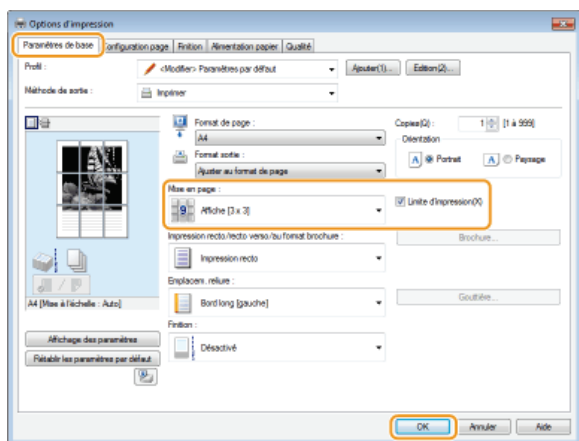 Options d'impression
Paramètres de base Configuration page Finition Alimentation papier Qualité
Profil : <Modifier> Paramètres par défaut Ajouter(1)... Edition(2)...
Méthode de sortie : Imprimer
Format de page : Copies(Q) : 1 [1 à 999]
A4 Orientation
Format sortie : A Portrait A Paysage
Ajuster au format de page
Mise en page :
9 Affiche [3 x 3] Limite d'impression(X)
Impression recto/recto verso/au format brochure : Brochure...
Impression recto
Emplacem. reliure :
A4 [Mise à l'échelle : Auto] Bord long [gauche] Gouttière...
Finition :
Affichage des paramètres Désactivé
Rétablir les paramètres par défaut
OK Annuler Aide